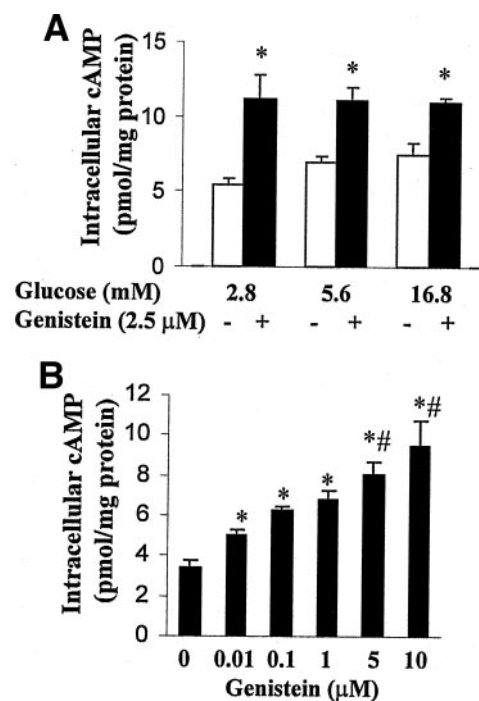 A
Intracellular cAMP
(pmol/mg protein)
15
10
5
0
* * *
Glucose (mM) 2.8 5.6 16.8
Genistein (2.5 µM) - + - + - +
B
Intracellular cAMP
(pmol/mg protein)
12
10
8
6
4
2
0
* * * *# *#
0 0.01 0.1 1 5 10
Genistein (µM)